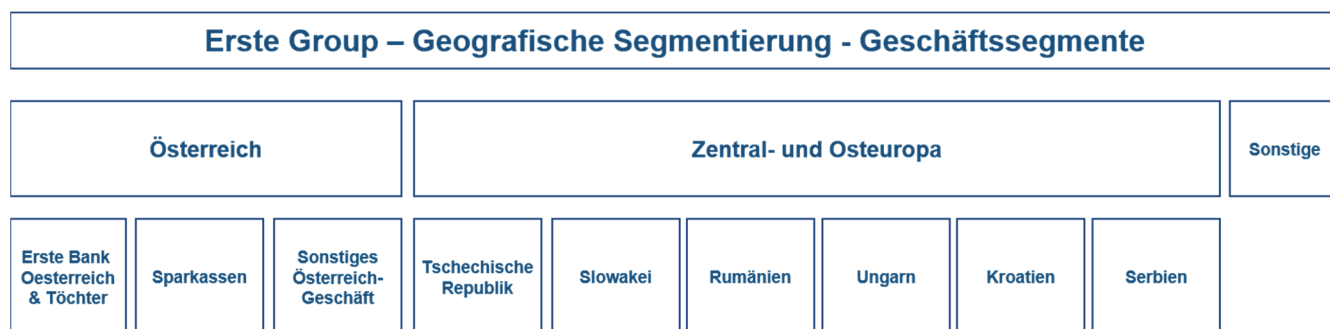 Erste Group – Geografische Segmentierung - Geschäftssegmente
Österreich
Zentral- und Osteuropa
Sonstige
Erste Bank
Oesterreich
& Töchter
Sparkassen
Sonstiges
Österreich-
Geschäft
Tschechische
Republik
Slowakei
Rumänien
Ungarn
Kroatien
Serbien